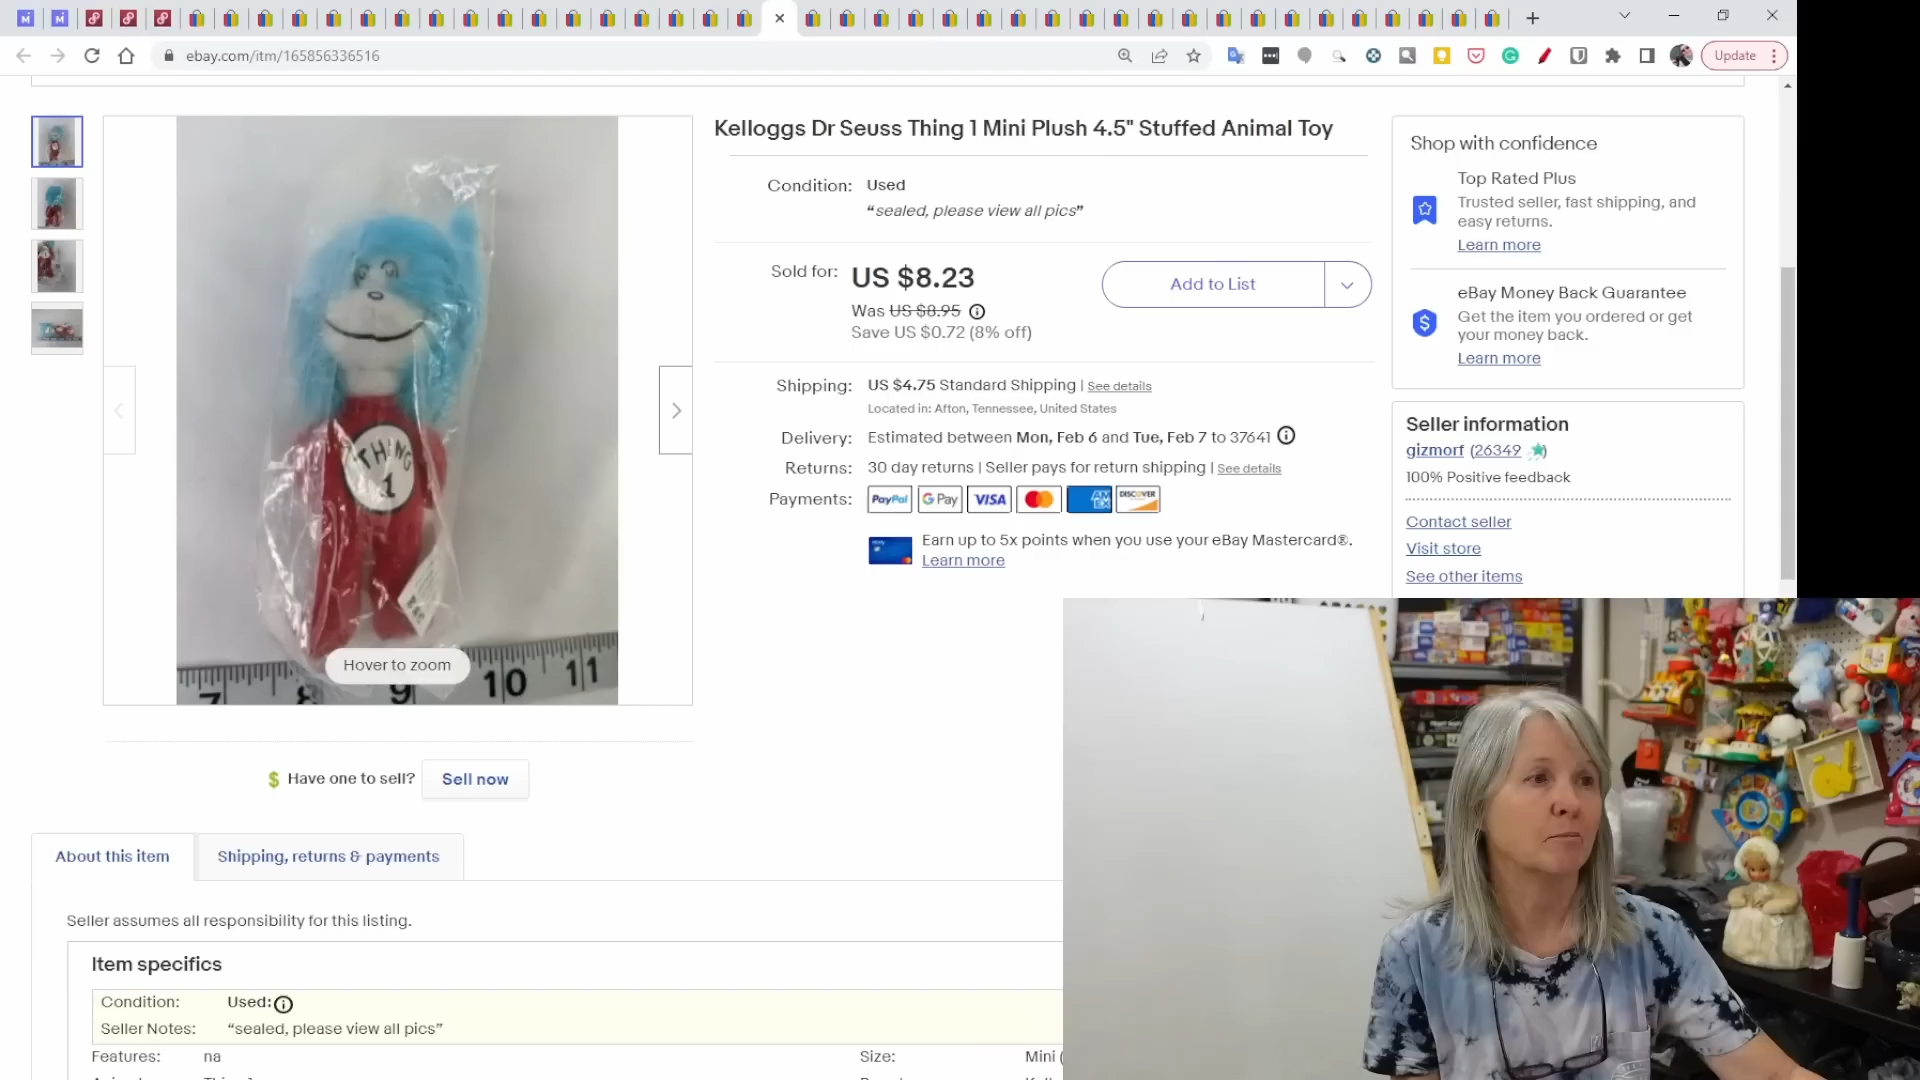 ebay.com/itm/165856336516
Update
Kelloggs Dr Seuss Thing 1 Mini Plush 4.5" Stuffed Animal Toy
Condition: Used
"sealed, please view all pics"
Sold for: US $8.23
Was US $8.95
Save US $0.72 (8% off)
Add to List
Shipping: US $4.75 Standard Shipping | See details
Located in: Afton, Tennessee, United States
Delivery: Estimated between Mon, Feb 6 and Tue, Feb 7 to 37641
Returns: 30 day returns | Seller pays for return shipping | See details
Payments: PayPal G Pay VISA AM EX DISCOVER
Earn up to 5x points when you use your eBay Mastercard®.
Learn more
Shop with confidence
Top Rated Plus
Trusted seller, fast shipping, and
easy returns.
Learn more
eBay Money Back Guarantee
Get the item you ordered or get
your money back.
Learn more
Seller information
gizmorf (26349)
100% Positive feedback
Contact seller
Visit store
See other items
THING
1
7 8 9 10 11
Hover to zoom
Have one to sell? Sell now
About this item
Shipping, returns & payments
Seller assumes all responsibility for this listing.
Item specifics
Condition: Used:
Seller Notes: "sealed, please view all pics"
Features: na
Size: Mini (